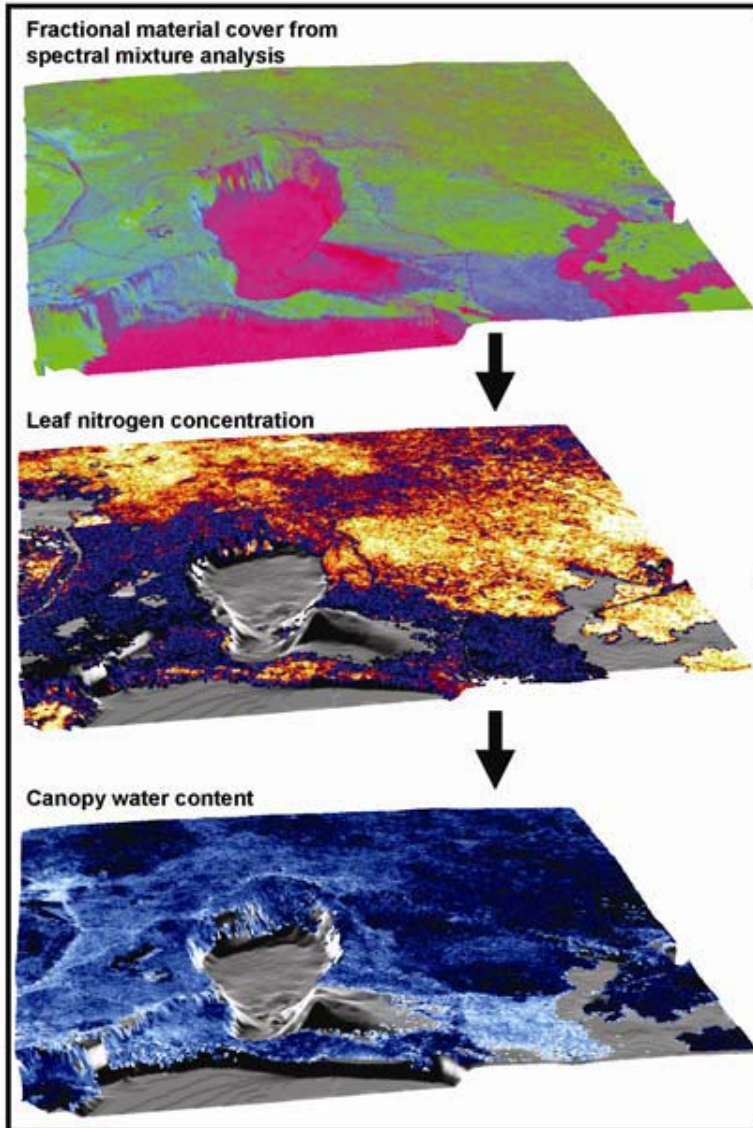 Fractional material cover from
spectral mixture analysis
Leaf nitrogen concentration
Canopy water content